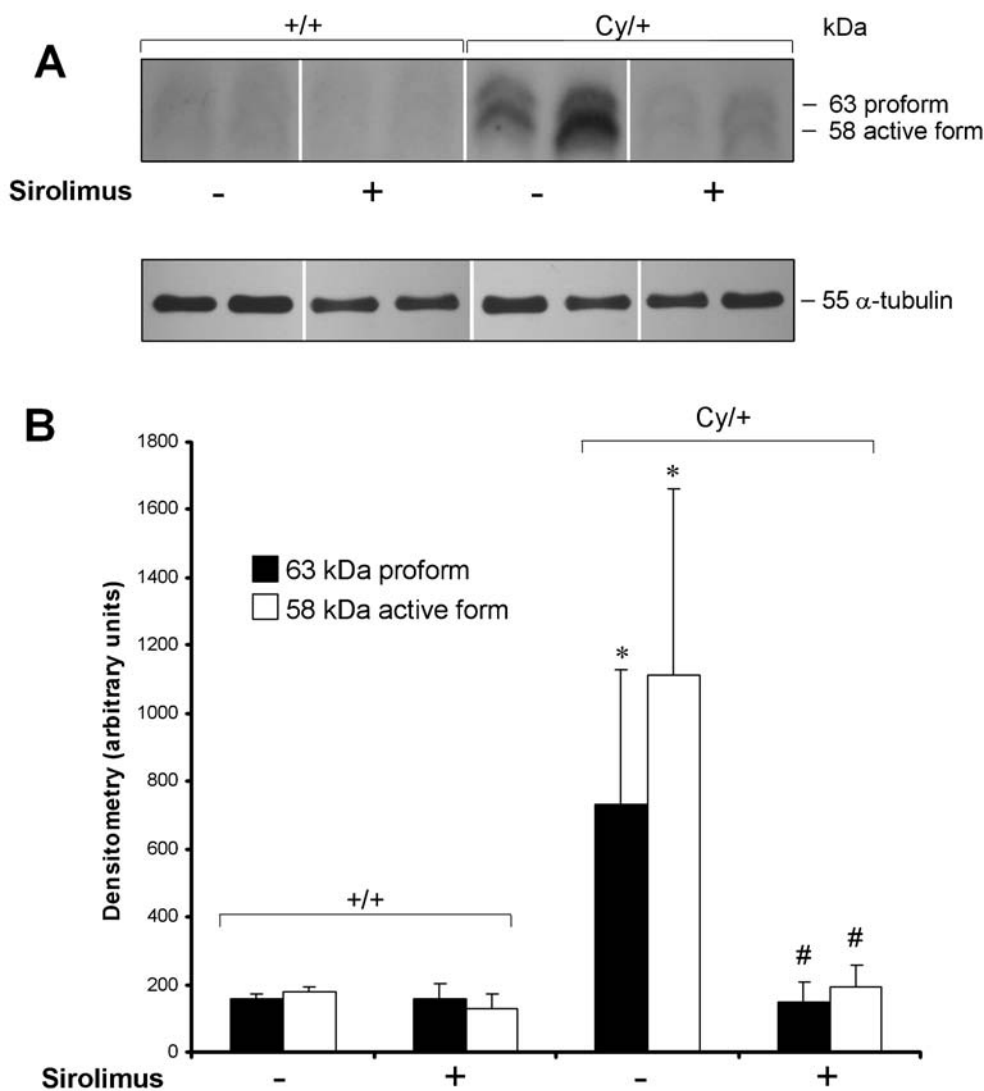 +/+ Cy/+ kDa
A
– 63 proform
– 58 active form
Sirolimus - + - +
– 55 α-tubulin
B
Cy/+
1800
1600
1400
1200
1000
800
600
400
200
0
Densitometry (arbitrary units)
63 kDa proform
58 kDa active form
+/+
*
*
#
#
Sirolimus - + - +